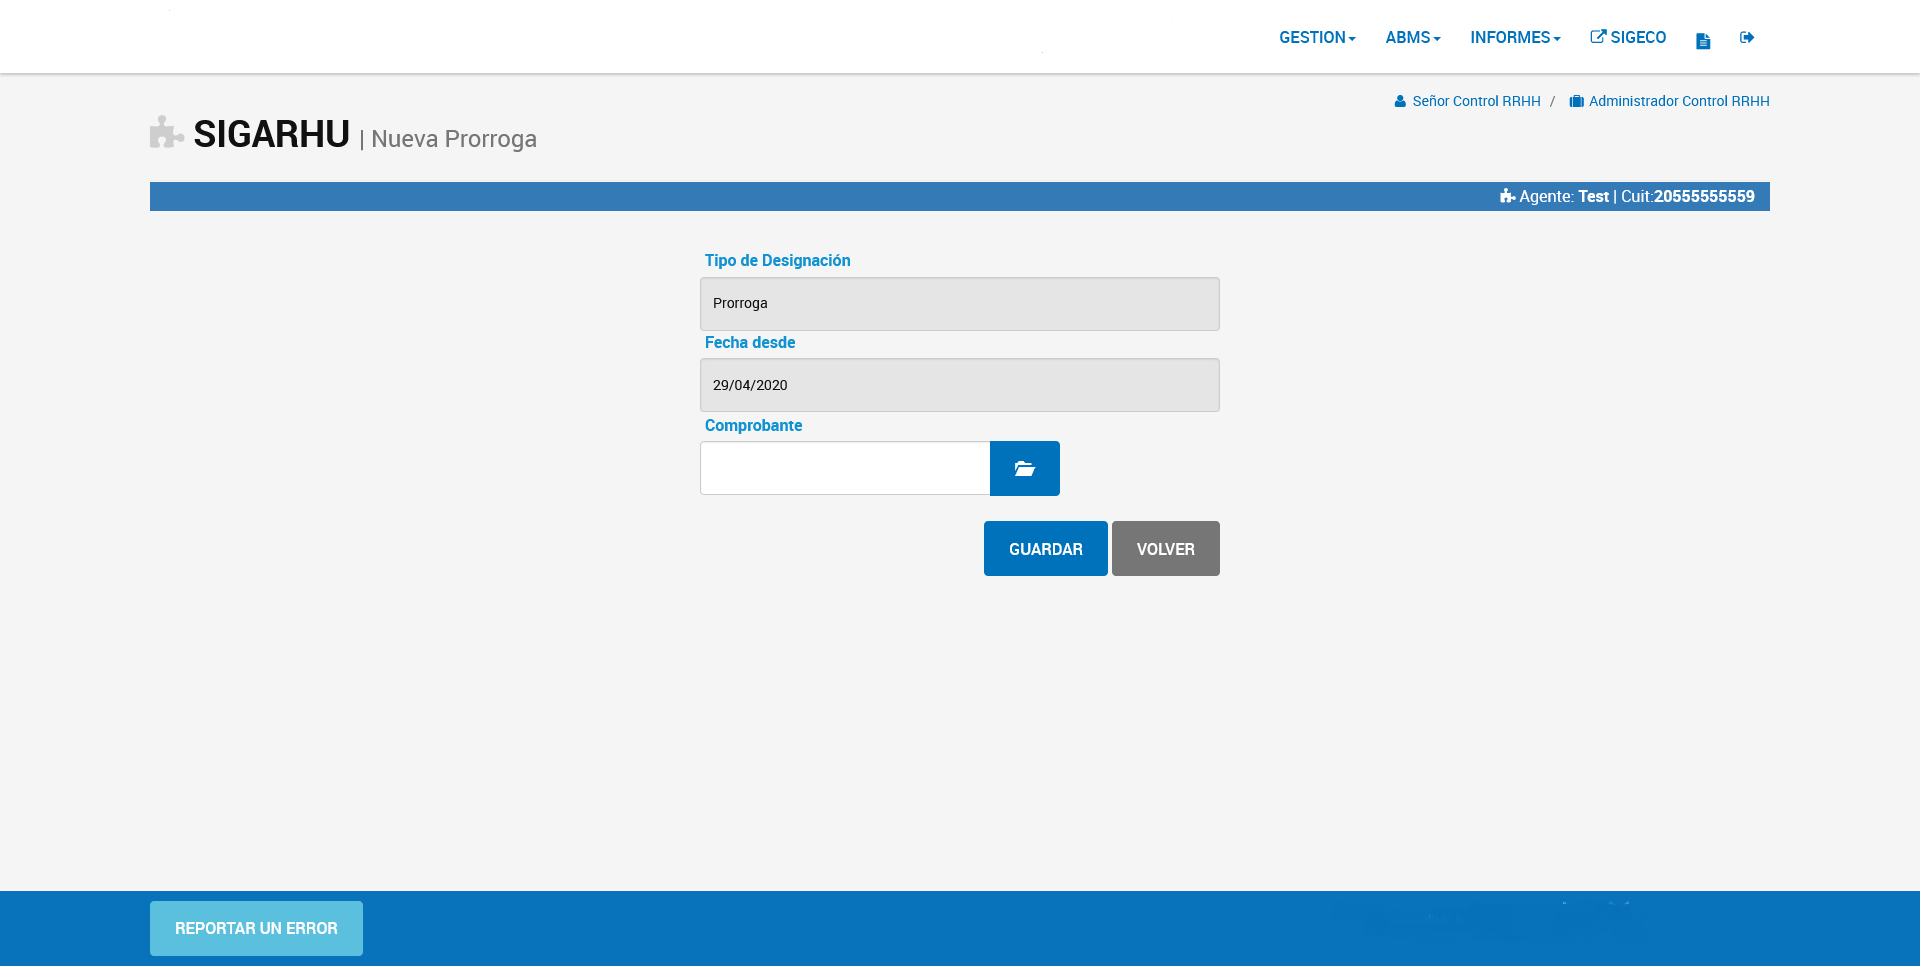 GESTION ABMS INFORMES SIGECO
Señor Control RRHH / Administrador Control RRHH
SIGARHU | Nueva Prorroga
Agente: Test | Cuit:20555555559
Tipo de Designación
Prorroga
Fecha desde
29/04/2020
Comprobante
GUARDAR VOLVER
REPORTAR UN ERROR